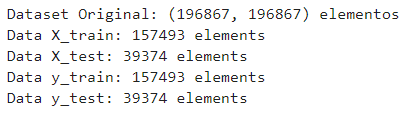 Dataset Original: (196867, 196867) elementos
Data X_train: 157493 elements
Data X_test: 39374 elements
Data y_train: 157493 elements
Data y_test: 39374 elements